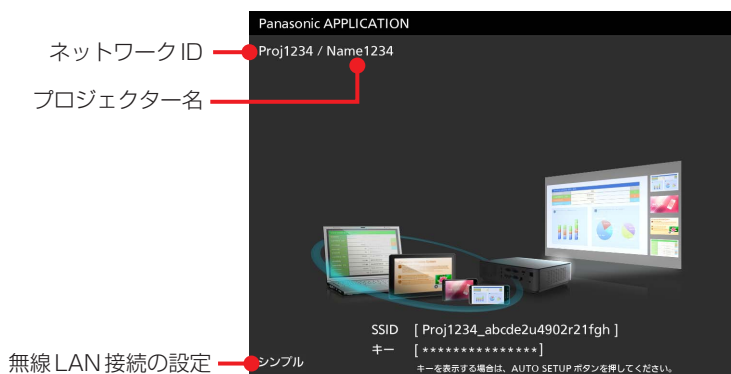 Panasonic APPLICATION
ネットワークID
Proj1234 / Name1234
プロジェクター名
SSID [ Proj1234_abcde2u4902r21fgh ]
キー [ *************** ]
無線LAN接続の設定
シンプル
キーを表示する場合は、AUTO SETUP ボタンを押してください。